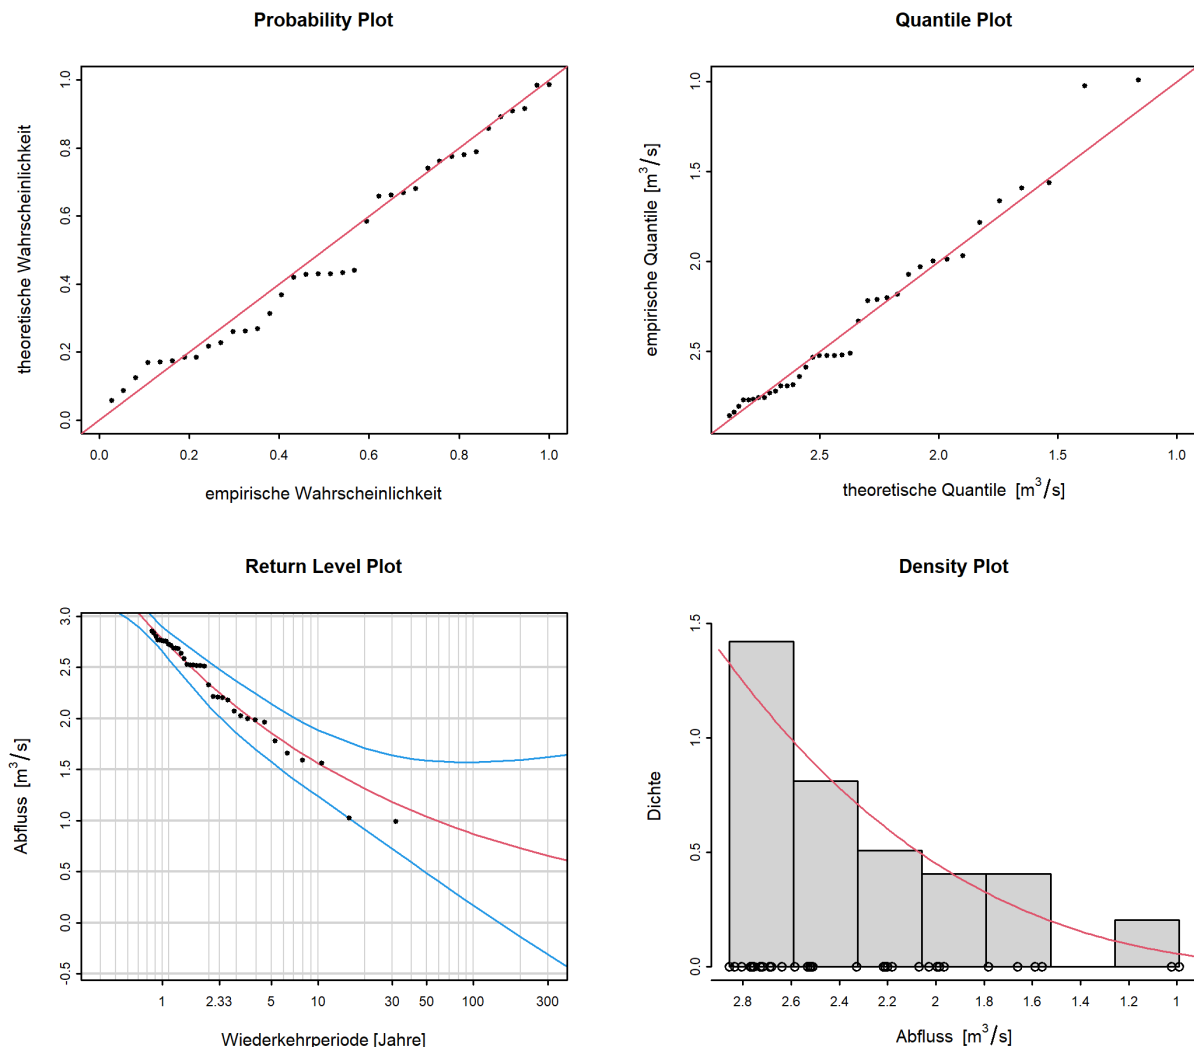 Probability Plot
theoretische Wahrscheinlichkeit
0.0 0.2 0.4 0.6 0.8 1.0
0.0 0.2 0.4 0.6 0.8 1.0
empirische Wahrscheinlichkeit
Quantile Plot
empirische Quantile [m³/s]
1.0
1.5
2.0
2.5
2.5 2.0 1.5 1.0
theoretische Quantile [m³/s]
Return Level Plot
Abfluss [m³/s]
-0.5 0.0 0.5 1.0 1.5 2.0 2.5 3.0
1 2.33 5 10 30 50 100 300
Wiederkehrperiode [Jahre]
Density Plot
Dichte
0.0 0.5 1.0 1.5
2.8 2.6 2.4 2.2 2 1.8 1.6 1.4 1.2 1
Abfluss [m³/s]